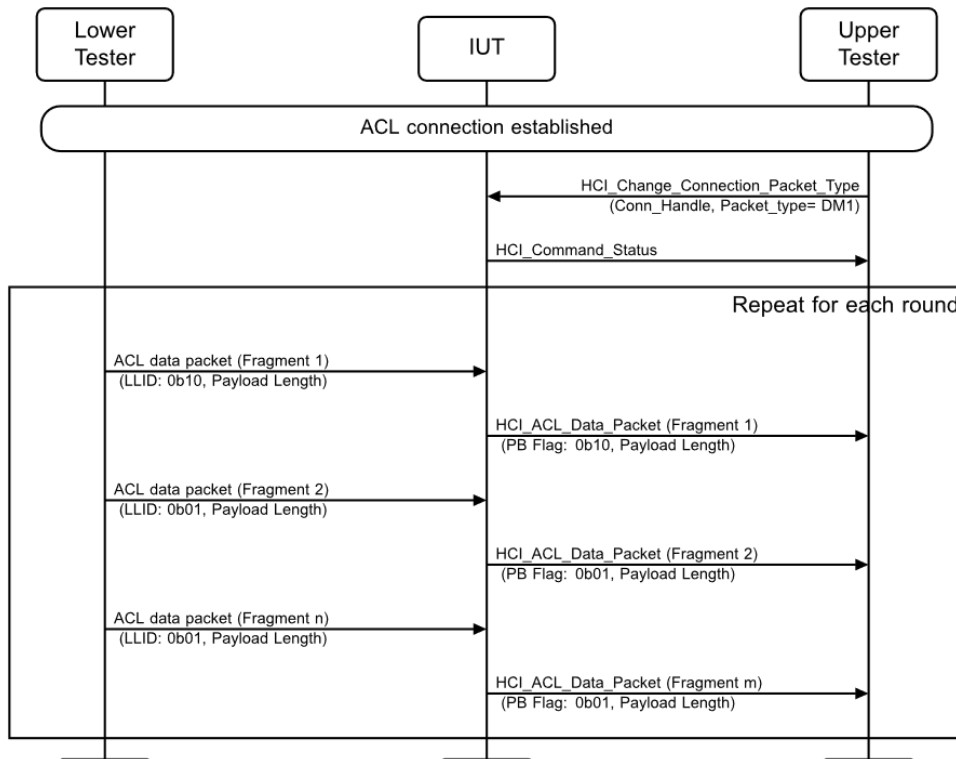 Lower
Tester
IUT
Upper
Tester
ACL connection established
HCI_Change_Connection_Packet_Type
(Conn_Handle, Packet_type= DM1)
HCI_Command_Status
Repeat for each round
ACL data packet (Fragment 1)
(LLID: 0b10, Payload Length)
HCI_ACL_Data_Packet (Fragment 1)
(PB Flag: 0b10, Payload Length)
ACL data packet (Fragment 2)
(LLID: 0b01, Payload Length)
HCI_ACL_Data_Packet (Fragment 2)
(PB Flag: 0b01, Payload Length)
ACL data packet (Fragment n)
(LLID: 0b01, Payload Length)
HCI_ACL_Data_Packet (Fragment m)
(PB Flag: 0b01, Payload Length)